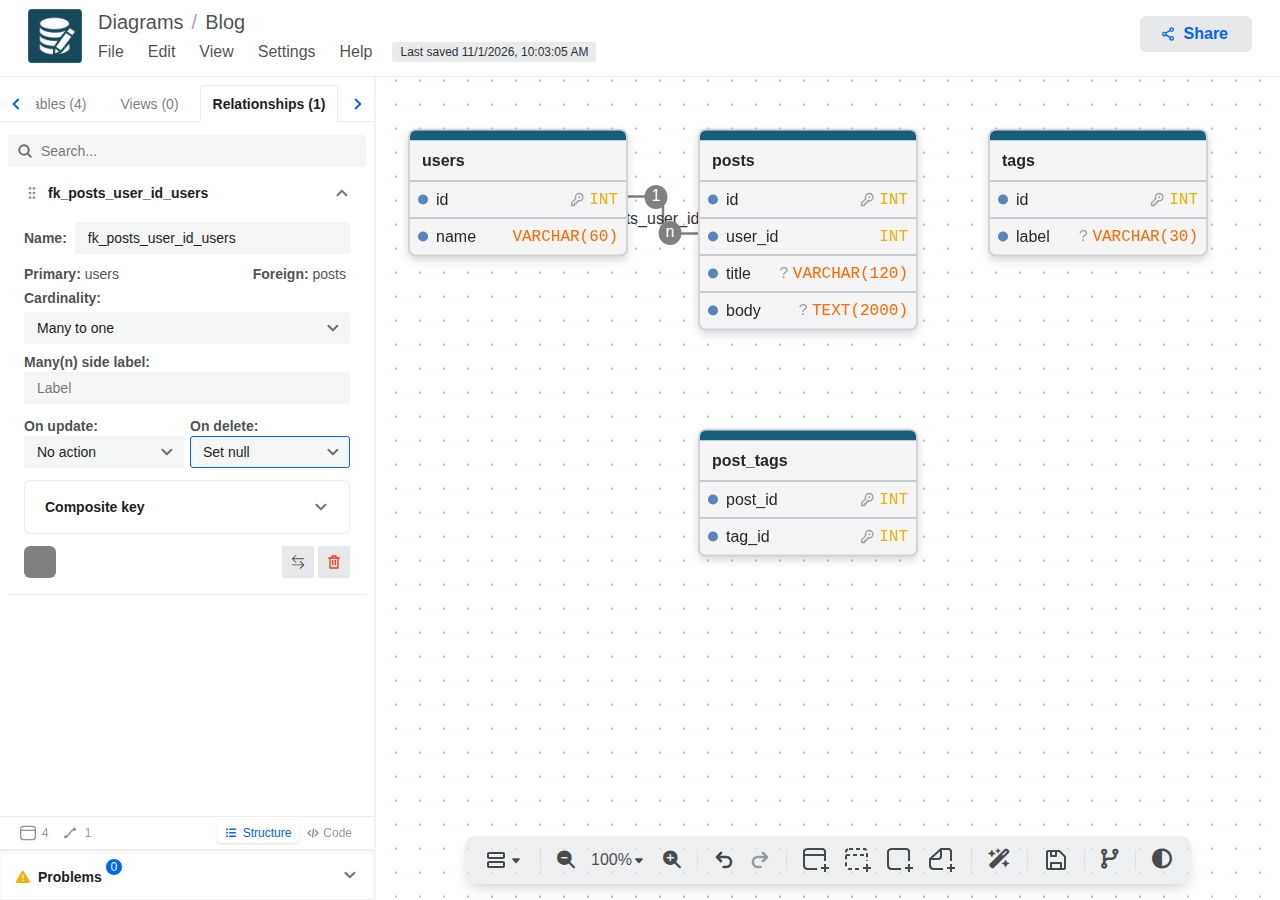 Diagrams / Blog
File Edit View Settings Help Last saved 11/1/2026, 10:03:05 AM
Share
ables (4) Views (0) Relationships (1)
Search...
fk_posts_user_id_users
Name: fk_posts_user_id_users
Primary: users Foreign: posts
Cardinality:
Many to one
Many(n) side label:
Label
On update: On delete:
No action Set null
Composite key
4 1 Structure Code
Problems 0
users
id INT
name VARCHAR(60)
1
ts_user_id
n
posts
id INT
user_id INT
title ? VARCHAR(120)
body ? TEXT(2000)
tags
id INT
label ? VARCHAR(30)
post_tags
post_id INT
tag_id INT
100%